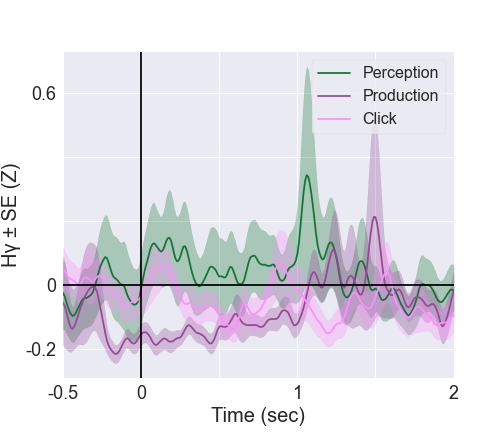 Perception
Production
Click
0.6
0
-0.2
Hγ ± SE (Z)
-0.5
0
1
2
Time (sec)